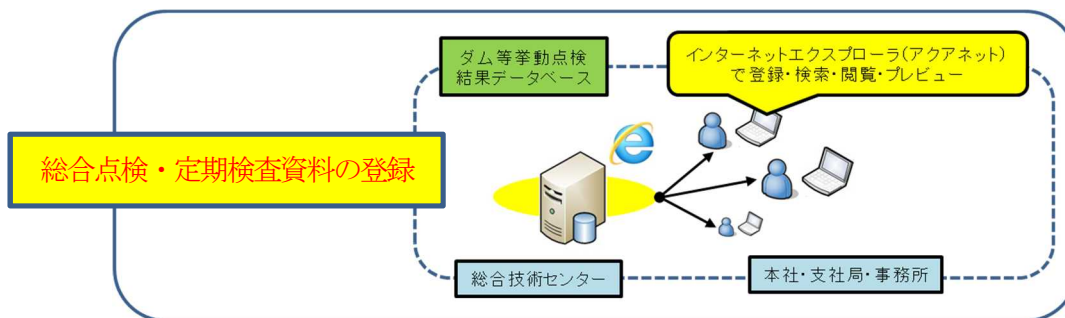 ダム等挙動点検
結果データベース
インターネットエクスプローラ(アクアネット)
で登録・検索・閲覧・プレビュー
総合点検・定期検査資料の登録
総合技術センター
本社・支社局・事務所